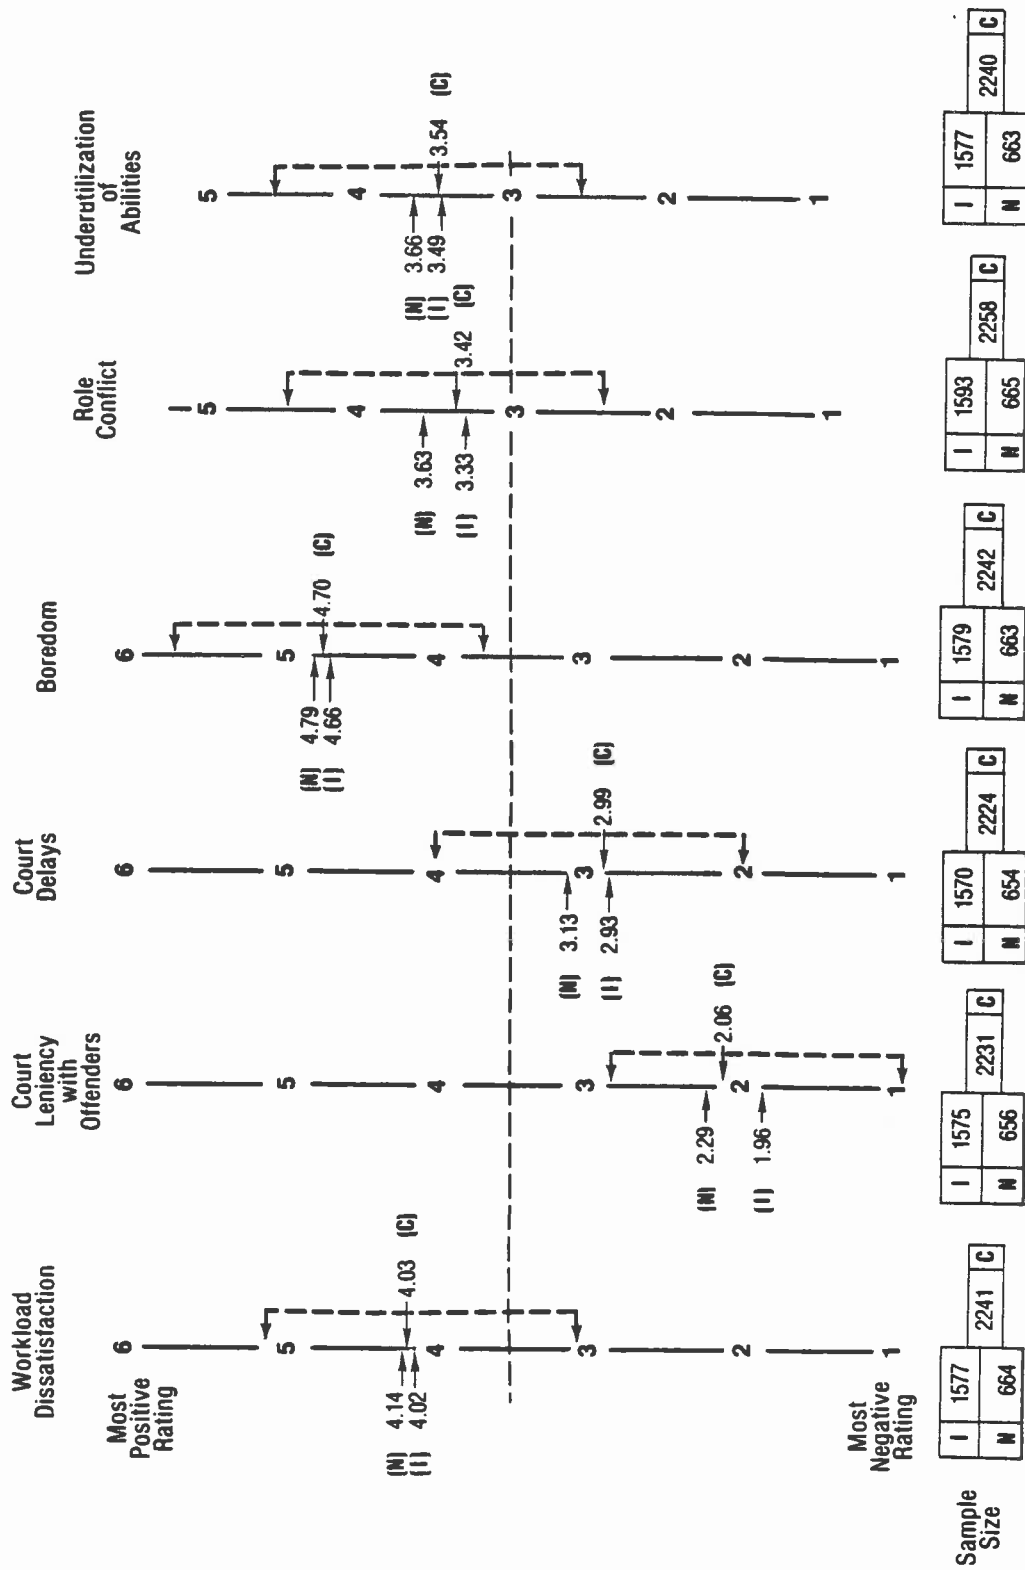 Workload
Dissatisfaction
Most
Positive
Rating
6
5
4
3
2
1
(N) 4.14
(I) 4.02
4.03 (C)
Most
Negative
Rating
Court
Leniency
with
Offenders
6
5
4
3
2
1
(N) 2.29
(I) 1.96
2.06 (C)
Court
Delays
6
5
4
3
2
1
(N) 3.13
(I) 2.93
2.99 (C)
Boredom
6
5
4
3
2
1
(N) 4.79
(I) 4.66
4.70 (C)
Role
Conflict
5
4
3
2
1
(N) 3.63
(I) 3.33
3.42 (C)
Underutilization
of
Abilities
5
4
3
2
1
(N) 3.66
(I) 3.49
3.54 (C)
Sample
Size
I 1577
N 664
2241 C
I 1575
N 656
2231 C
I 1570
N 654
2224 C
I 1579
N 663
2242 C
I 1593
N 665
2258 C
I 1577
N 663
2240 C